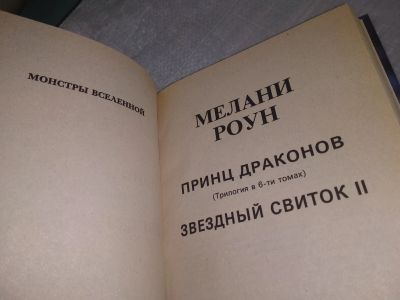 МОНСТРЫ ВСЕЛЕННОЙ
МЕЛАНИ
РОУН
ПРИНЦ ДРАКОНОВ
(Трилогия в 6-ти томах)
ЗВЕЗДНЫЙ СВИТОК II